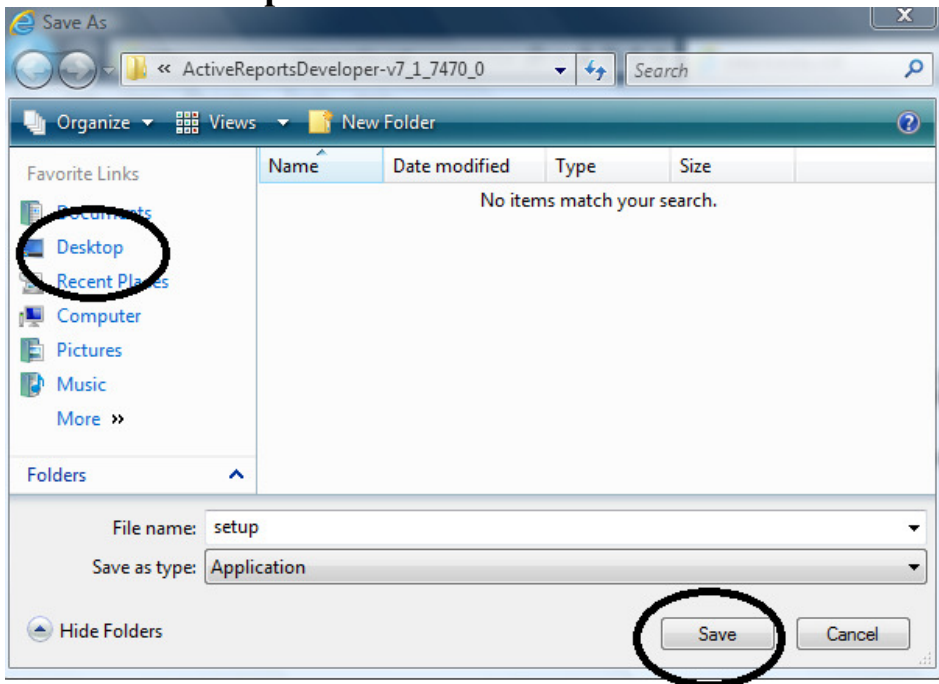 Save As
X
« ActiveReportsDeveloper-v7_1_7470_0 Search
Organize Views New Folder ?
Favorite Links Name Date modified Type Size
No items match your search.
Documents
Desktop
Recent Places
Computer
Pictures
Music
More »
Folders
File name: setup
Save as type: Application
Hide Folders Save Cancel